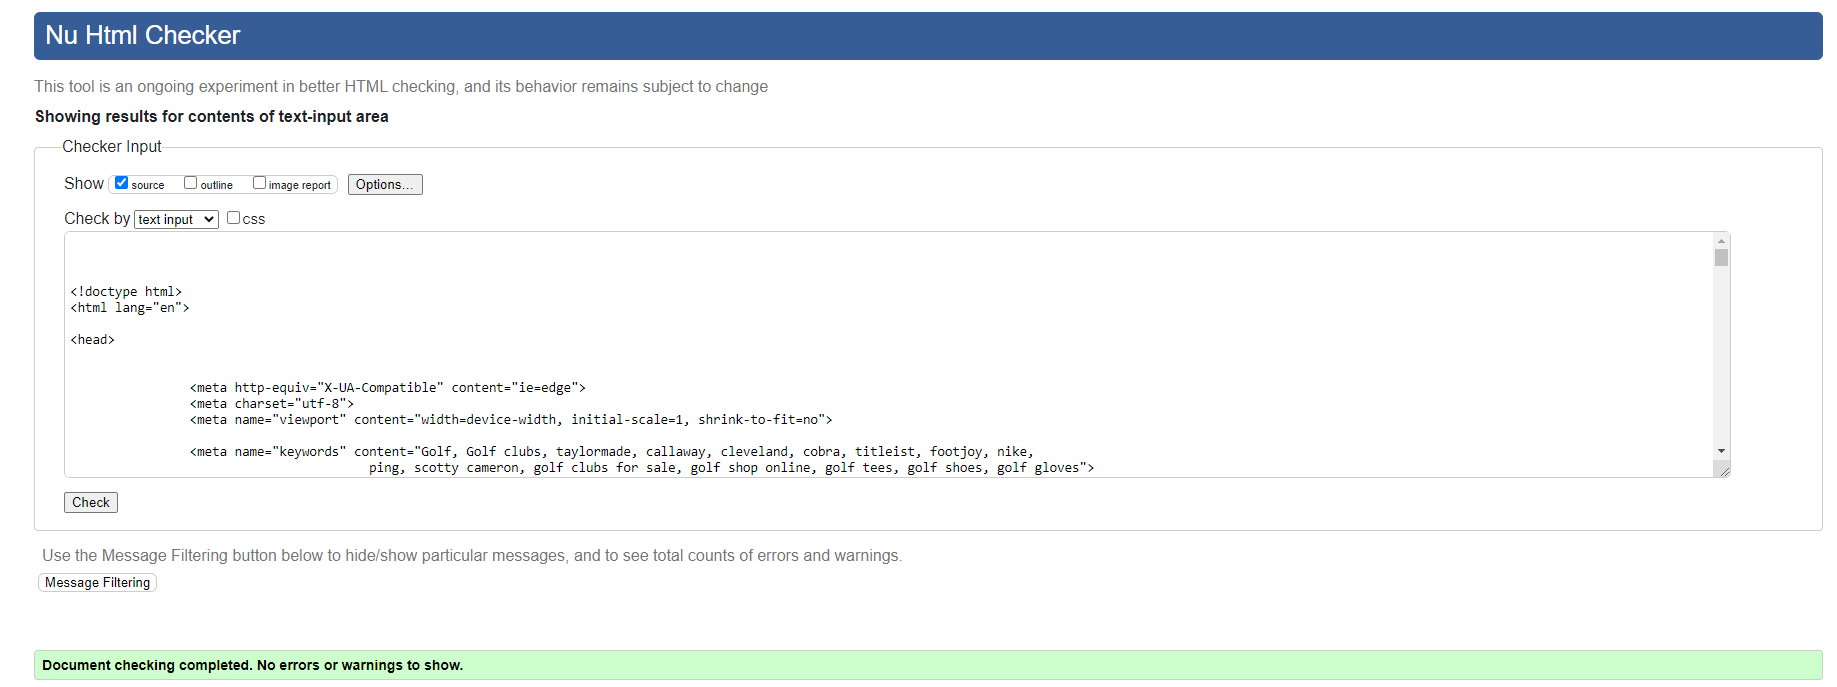 Nu Html Checker
This tool is an ongoing experiment in better HTML checking, and its behavior remains subject to change
Showing results for contents of text-input area
Checker Input
Show source outline image report Options...
Check by text input css
<!doctype html>
<html lang="en">
<head>
<meta http-equiv="X-UA-Compatible" content="ie=edge">
<meta charset="utf-8">
<meta name="viewport" content="width=device-width, initial-scale=1, shrink-to-fit=no">
<meta name="keywords" content="Golf, Golf clubs, taylormade, callaway, cleveland, cobra, titleist, footjoy, nike,
ping, scotty cameron, golf clubs for sale, golf shop online, golf tees, golf shoes, golf gloves">
Check
Use the Message Filtering button below to hide/show particular messages, and to see total counts of errors and warnings.
Message Filtering
Document checking completed. No errors or warnings to show.